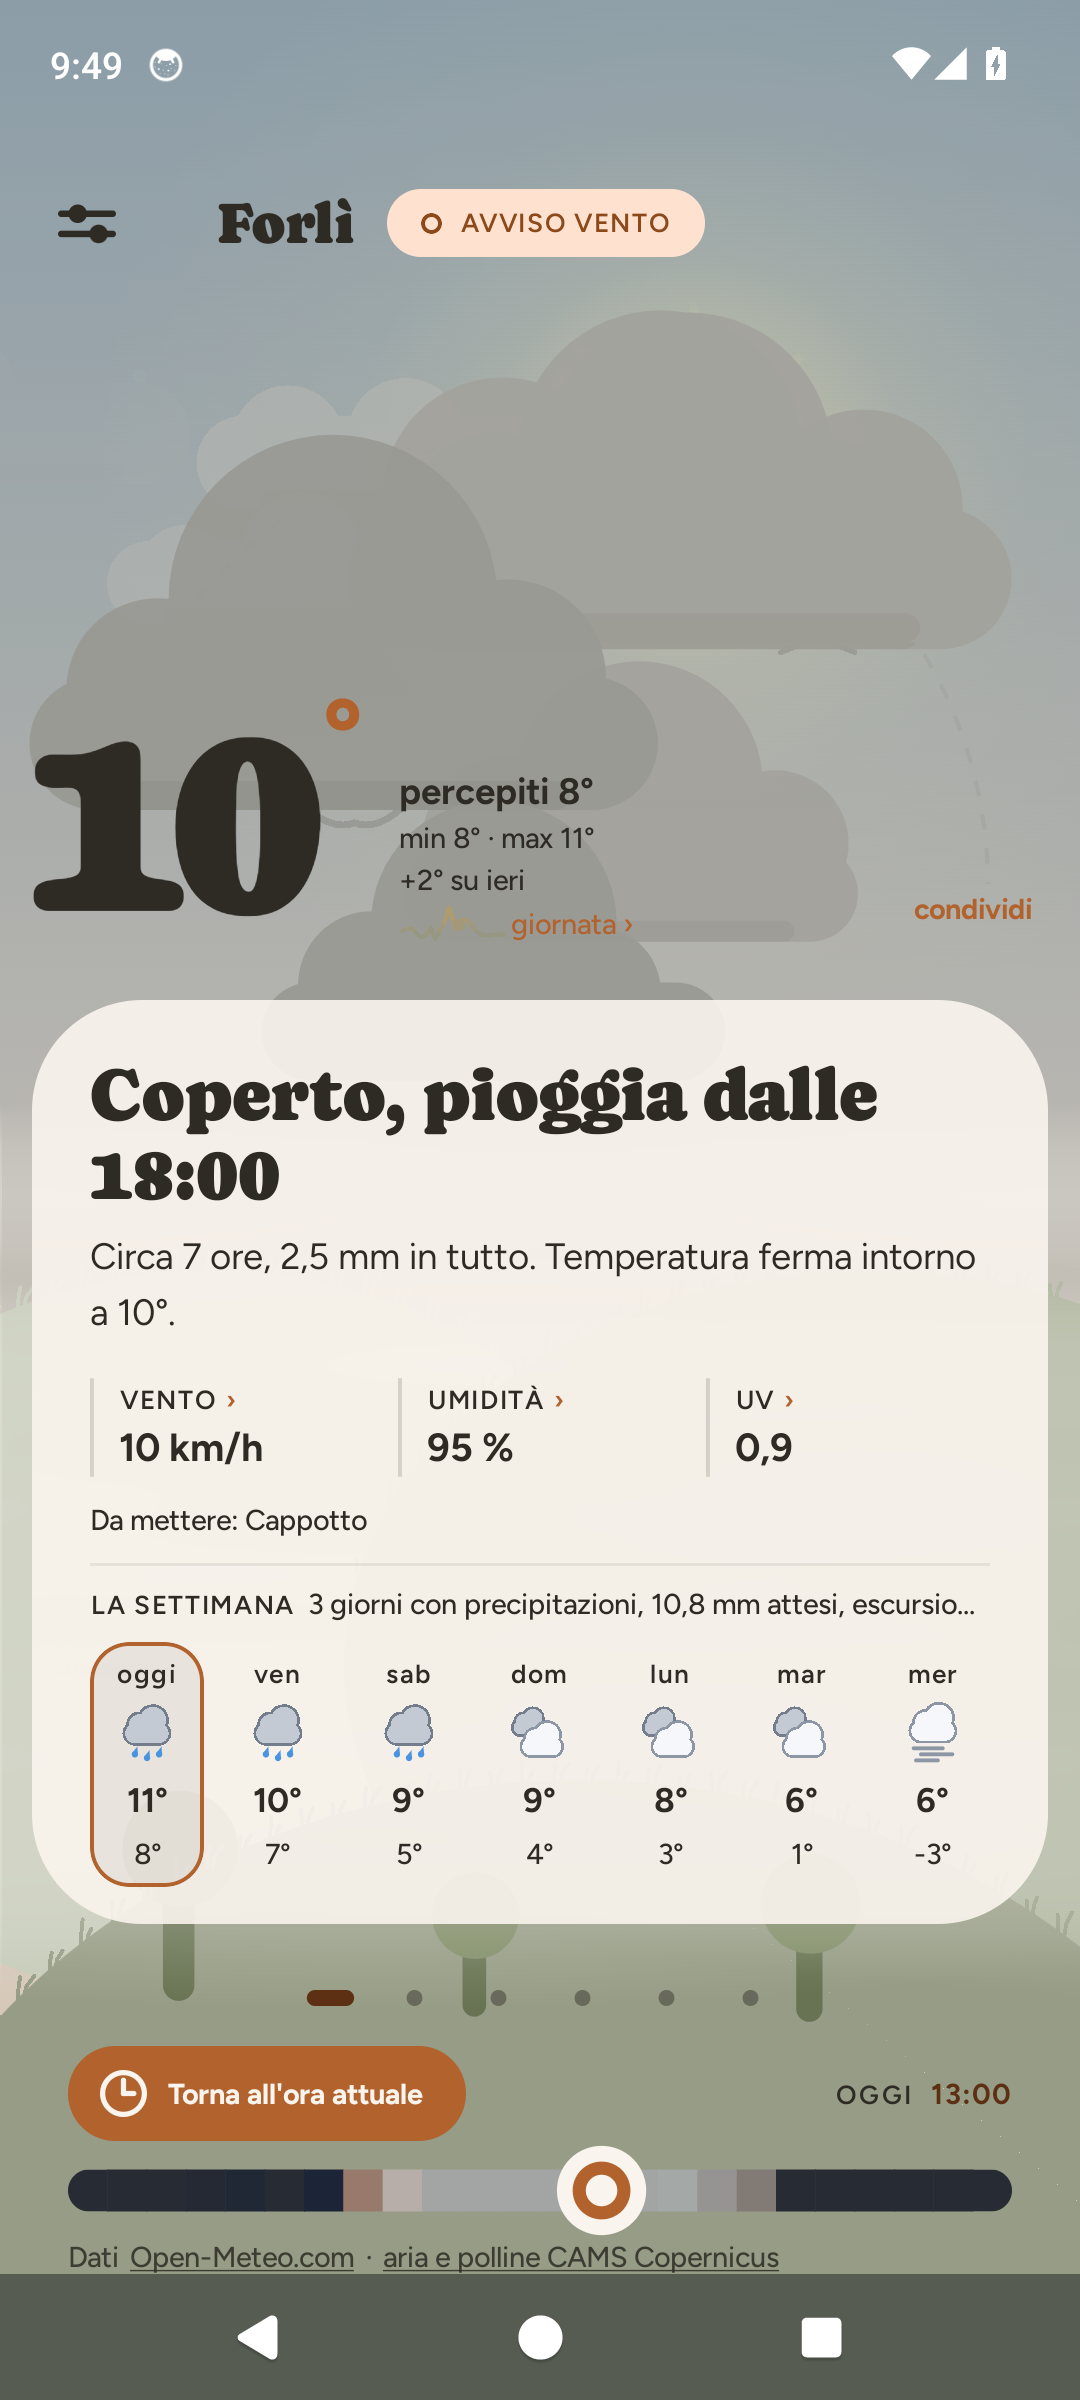 9:49
Forlì
AVVISO VENTO
10°
percepiti 8°
min 8° · max 11°
+2° su ieri
giornata ›
condividi
Coperto, pioggia dalle
18:00
Circa 7 ore, 2,5 mm in tutto. Temperatura ferma intorno
a 10°.
VENTO › UMIDITÀ › UV ›
10 km/h 95 % 0,9
Da mettere: Cappotto
LA SETTIMANA 3 giorni con precipitazioni, 10,8 mm attesi, escursio...
oggi ven sab dom lun mar mer
11° 10° 9° 9° 8° 6° 6°
8° 7° 5° 4° 3° 1° -3°
Torna all'ora attuale
OGGI 13:00
Dati Open-Meteo.com · aria e polline CAMS Copernicus